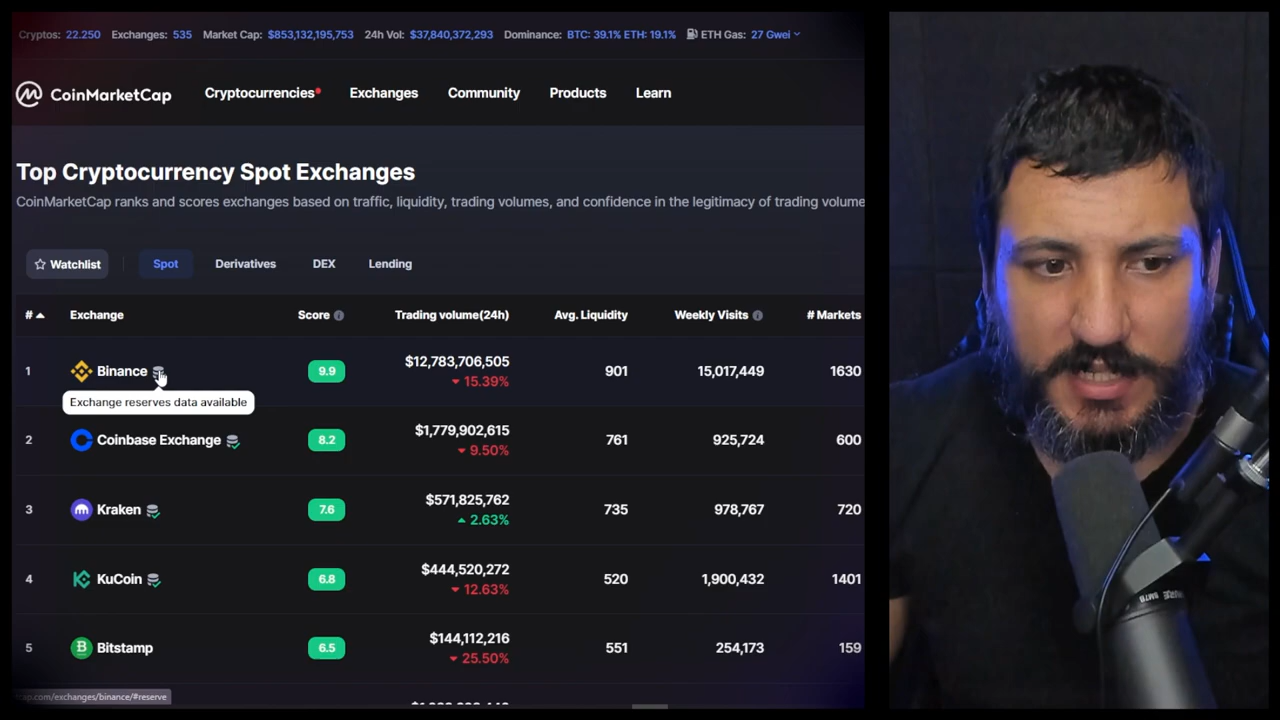 Cryptos: 22.250 Exchanges: 535 Market Cap: $853,132,195,753 24h Vol: $37,840,372,293 Dominance: BTC: 39.1% ETH: 19.1% ETH Gas: 27 Gwei
CoinMarketCap Cryptocurrencies Exchanges Community Products Learn
Top Cryptocurrency Spot Exchanges
CoinMarketCap ranks and scores exchanges based on traffic, liquidity, trading volumes, and confidence in the legitimacy of trading volume
Watchlist Spot Derivatives DEX Lending
# Exchange Score Trading volume(24h) Avg. Liquidity Weekly Visits # Markets
1 Binance 9.9 $12,783,706,505 901 15,017,449 1630
15.39%
Exchange reserves data available
2 Coinbase Exchange 8.2 $1,779,902,615 761 925,724 600
9.50%
3 Kraken 7.6 $571,825,762 735 978,767 720
2.63%
4 KuCoin 6.8 $444,520,272 520 1,900,432 1401
12.63%
5 Bitstamp 6.5 $144,112,216 551 254,173 159
25.50%
cap.com/exchanges/binance/#reserve
SM7B